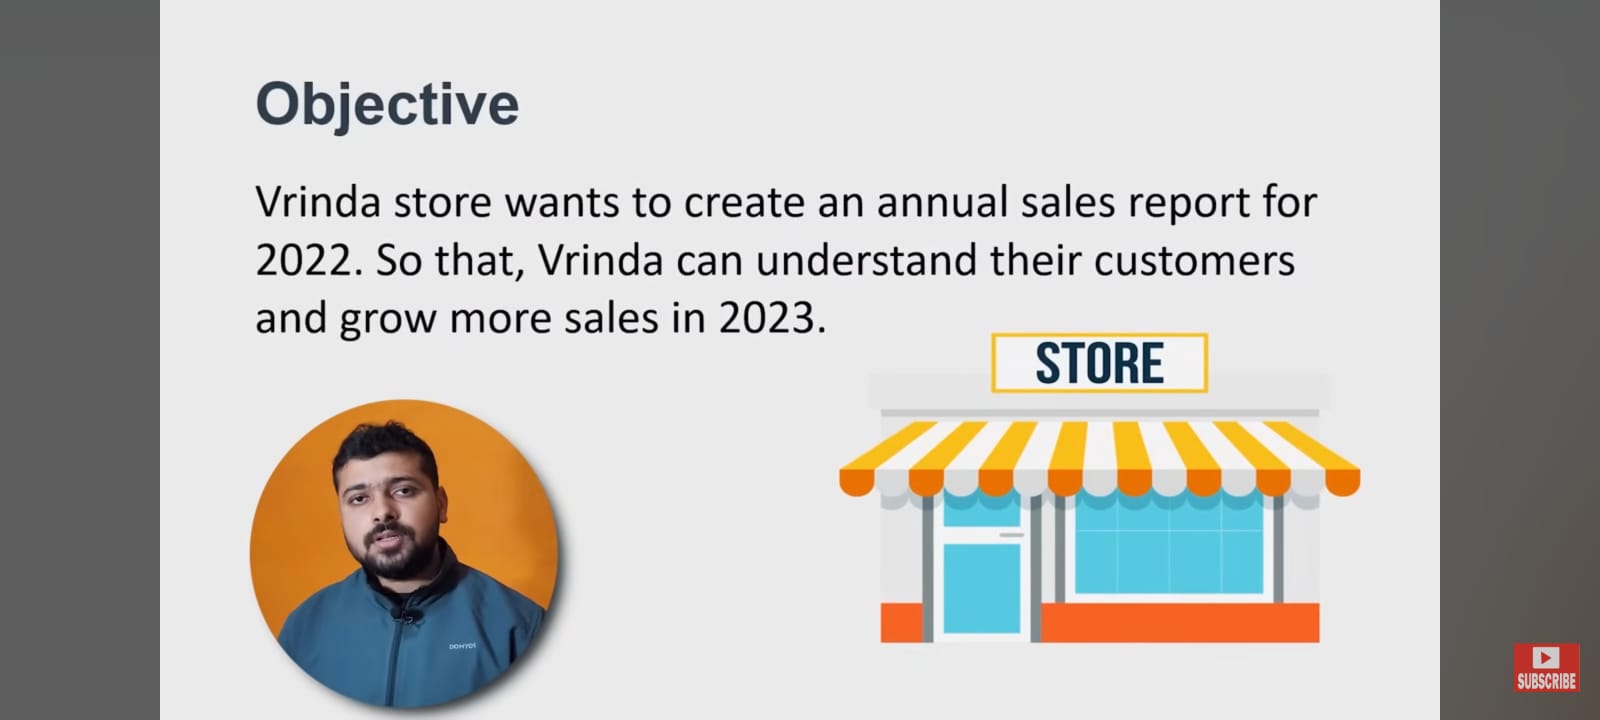 Objective
Vrinda store wants to create an annual sales report for
2022. So that, Vrinda can understand their customers
and grow more sales in 2023.
STORE
SUBSCRIBE